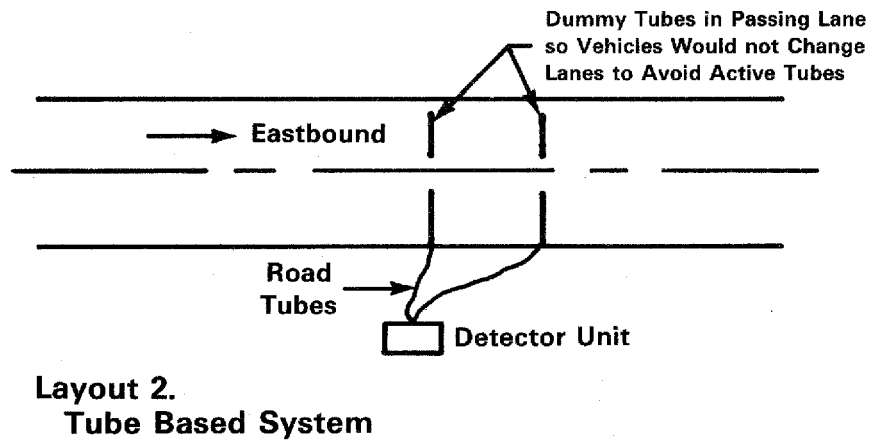 Dummy Tubes in Passing Lane
so Vehicles Would not Change
Lanes to Avoid Active Tubes
Eastbound
Road
Tubes
Detector Unit
Layout 2.
Tube Based System